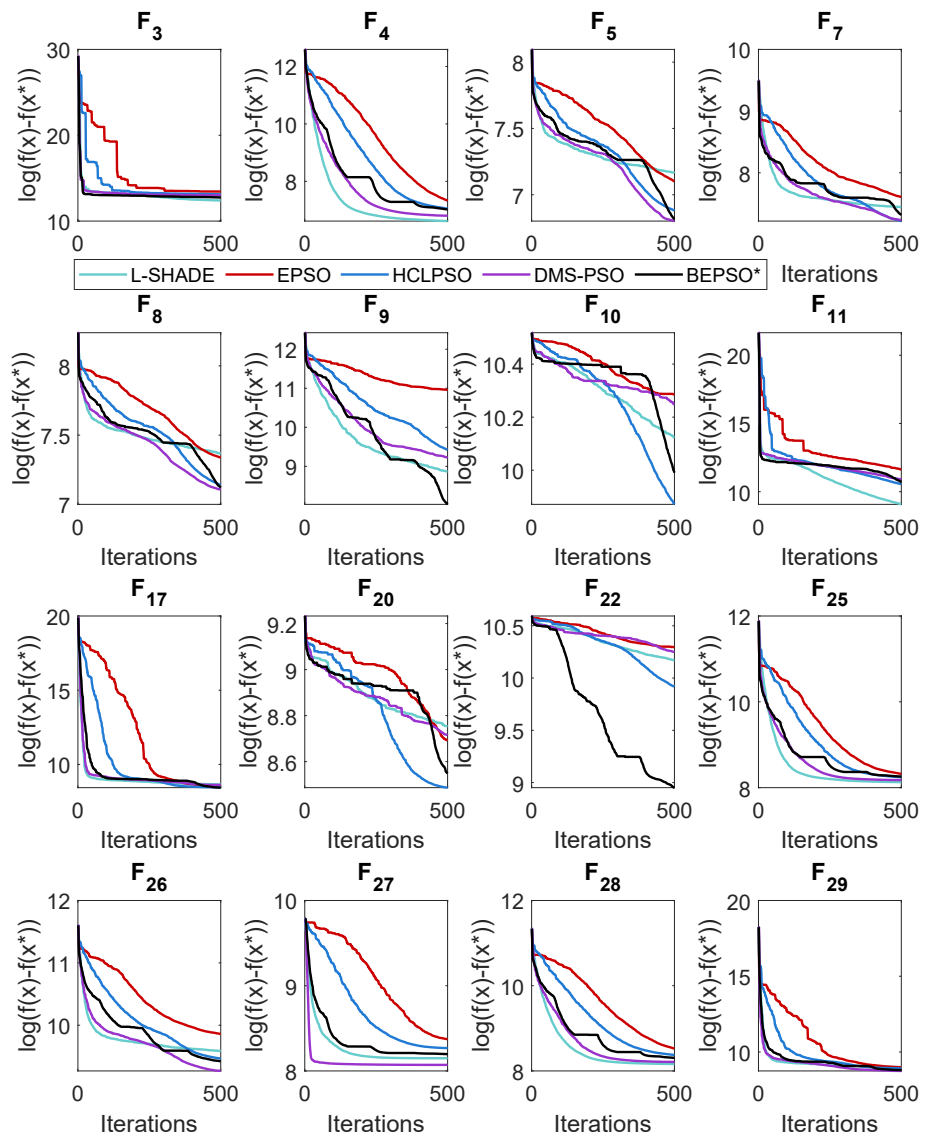 F3 F4 F5 F7
log(f(x)-f(x*)) log(f(x)-f(x*)) log(f(x)-f(x*)) log(f(x)-f(x*))
30 12 8 10
20 10 7.5 9
10 8 7 8
0 500 0 500 0 500 0 500
L-SHADE EPSO HCLPSO DMS-PSO BEPSO* Iterations
F8 F9 F10 F11
log(f(x)-f(x*)) log(f(x)-f(x*)) log(f(x)-f(x*)) log(f(x)-f(x*))
8 12 10.4 20
7.5 11 10.2 15
7 10 10 10
9
0 500 0 500 0 500 0 500
Iterations Iterations Iterations Iterations
F17 F20 F22 F25
log(f(x)-f(x*)) log(f(x)-f(x*)) log(f(x)-f(x*)) log(f(x)-f(x*))
20 9.2 10.5 12
15 9 10 10
10 8.8 9.5 8
8.6 9
0 500 0 500 0 500 0 500
Iterations Iterations Iterations Iterations
F26 F27 F28 F29
log(f(x)-f(x*)) log(f(x)-f(x*)) log(f(x)-f(x*)) log(f(x)-f(x*))
12 10 12 20
11 9 10 15
10 8 8 10
0 500 0 500 0 500 0 500
Iterations Iterations Iterations Iterations